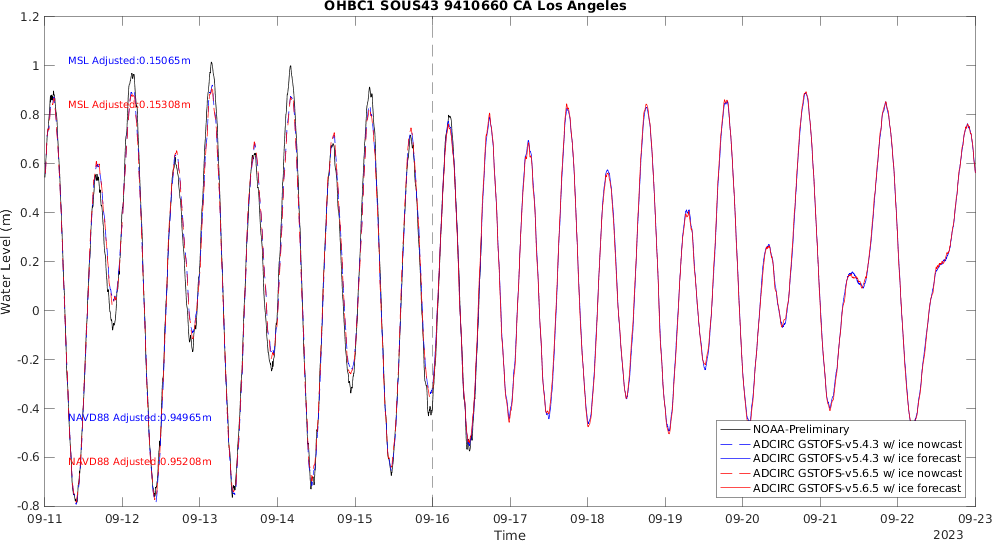 OHBC1 SOUS43 9410660 CA Los Angeles
1.2
1
0.8
0.6
0.4
0.2
0
-0.2
-0.4
-0.6
-0.8
Water Level (m)
MSL Adjusted:0.15065m
MSL Adjusted:0.15308m
NAVD88 Adjusted:0.94965m
NAVD88 Adjusted:0.95208m
NOAA-Preliminary
ADCIRC GSTOFS-v5.4.3 w/ ice nowcast
ADCIRC GSTOFS-v5.4.3 w/ ice forecast
ADCIRC GSTOFS-v5.6.5 w/ ice nowcast
ADCIRC GSTOFS-v5.6.5 w/ ice forecast
09-11 09-12 09-13 09-14 09-15 09-16 09-17 09-18 09-19 09-20 09-21 09-22 09-23
Time
2023